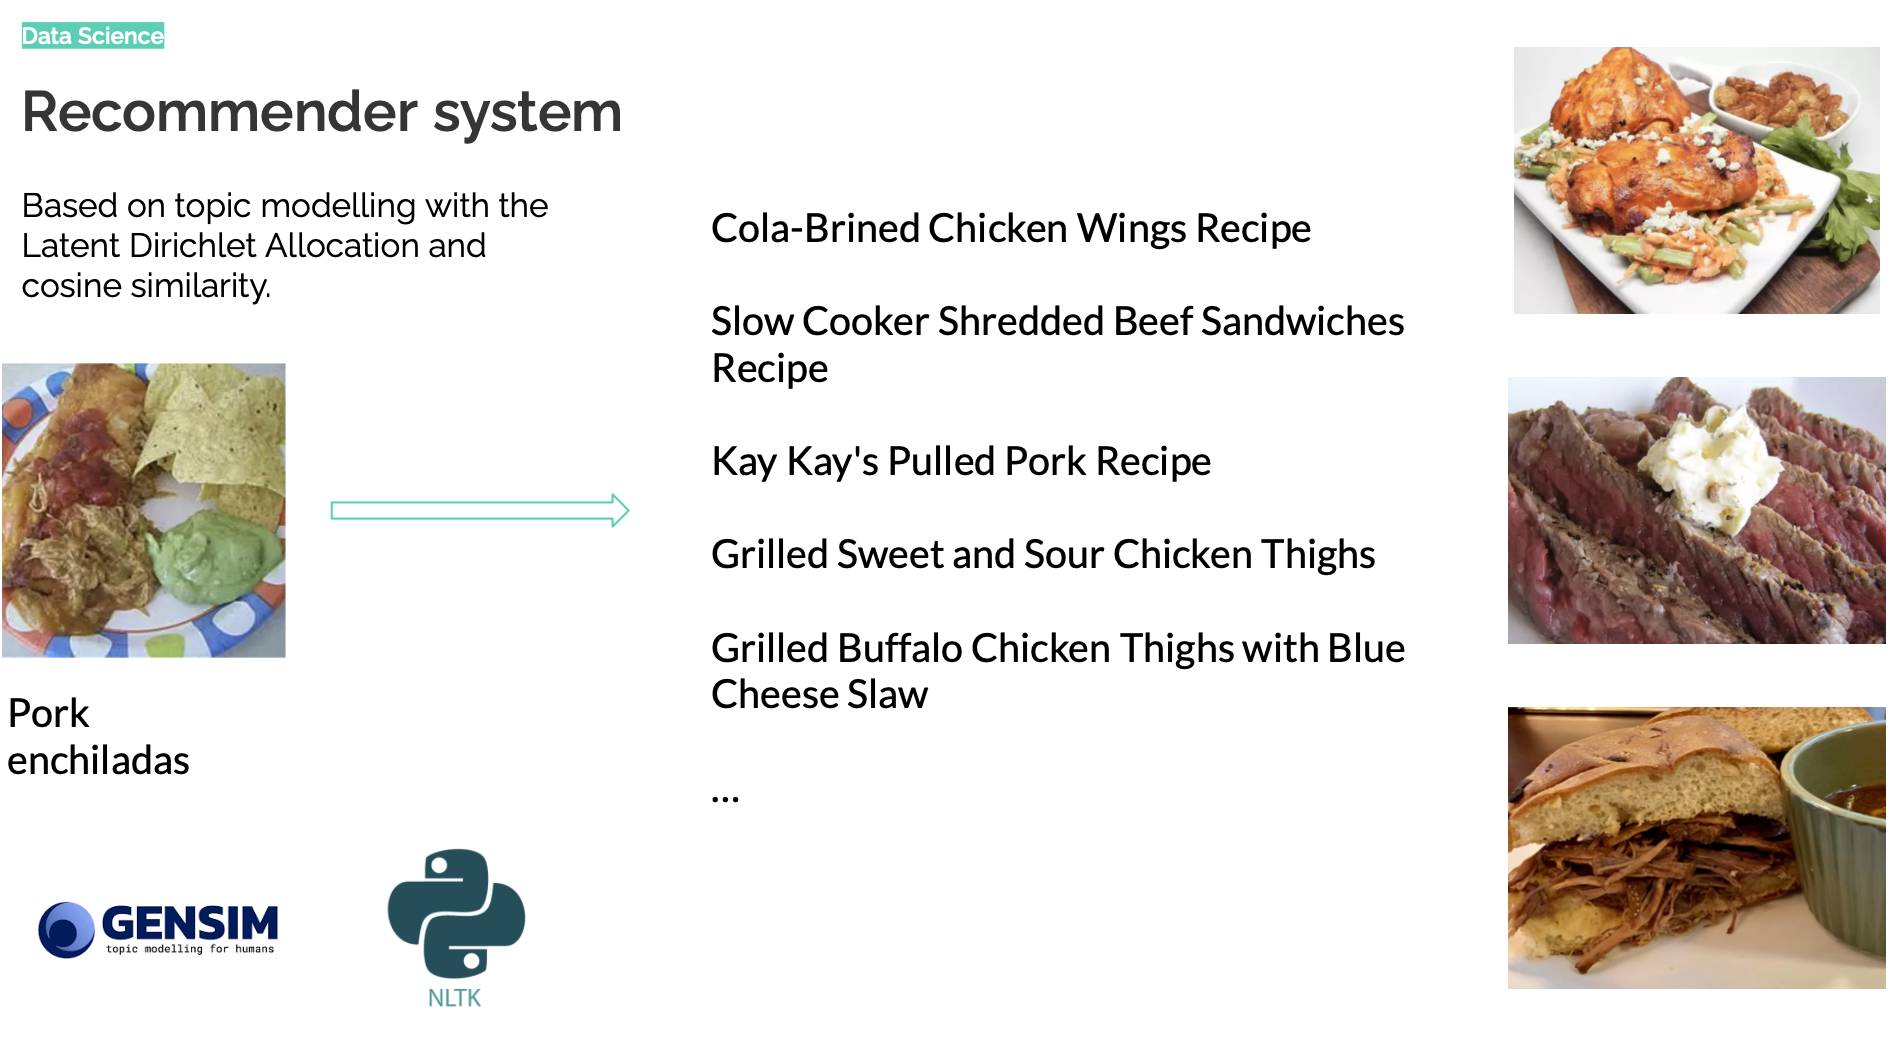 Data Science
Recommender system
Based on topic modelling with the
Latent Dirichlet Allocation and
cosine similarity.
Pork
enchiladas
Cola-Brined Chicken Wings Recipe
Slow Cooker Shredded Beef Sandwiches
Recipe
Kay Kay's Pulled Pork Recipe
Grilled Sweet and Sour Chicken Thighs
Grilled Buffalo Chicken Thighs with Blue
Cheese Slaw
...
GENSIM
topic modelling for humans
NLTK